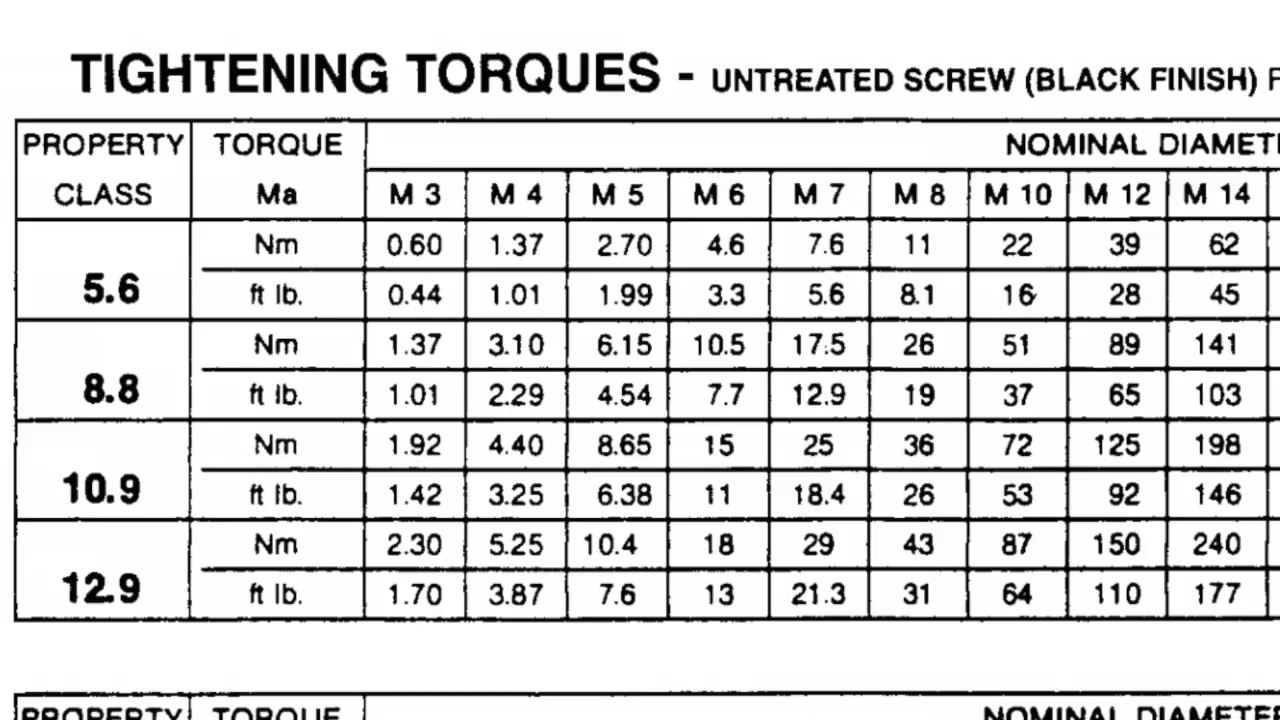 TIGHTENING TORQUES - UNTREATED SCREW (BLACK FINISH)
PROPERTY TORQUE NOMINAL
CLASS Ma M 3 M 4 M 5 M 6 M 7 M 8 M 10 M 12 M 14
Nm 0.60 1.37 2.70 4.6 7.6 11 22 39 62
5.6
ft lb. 0.44 1.01 1.99 3.3 5.6 8.1 16 28 45
Nm 1.37 3.10 6.15 10.5 17.5 26 51 89 141
8.8
ft lb. 1.01 2.29 4.54 7.7 12.9 19 37 65 103
Nm 1.92 4.40 8.65 15 25 36 72 125 198
10.9
ft lb. 1.42 3.25 6.38 11 18.4 26 53 92 146
Nm 2.30 5.25 10.4 18 29 43 87 150 240
12.9
ft lb. 1.70 3.87 7.6 13 21.3 31 64 110 177
PROPERTY TORQUE NOMINAL